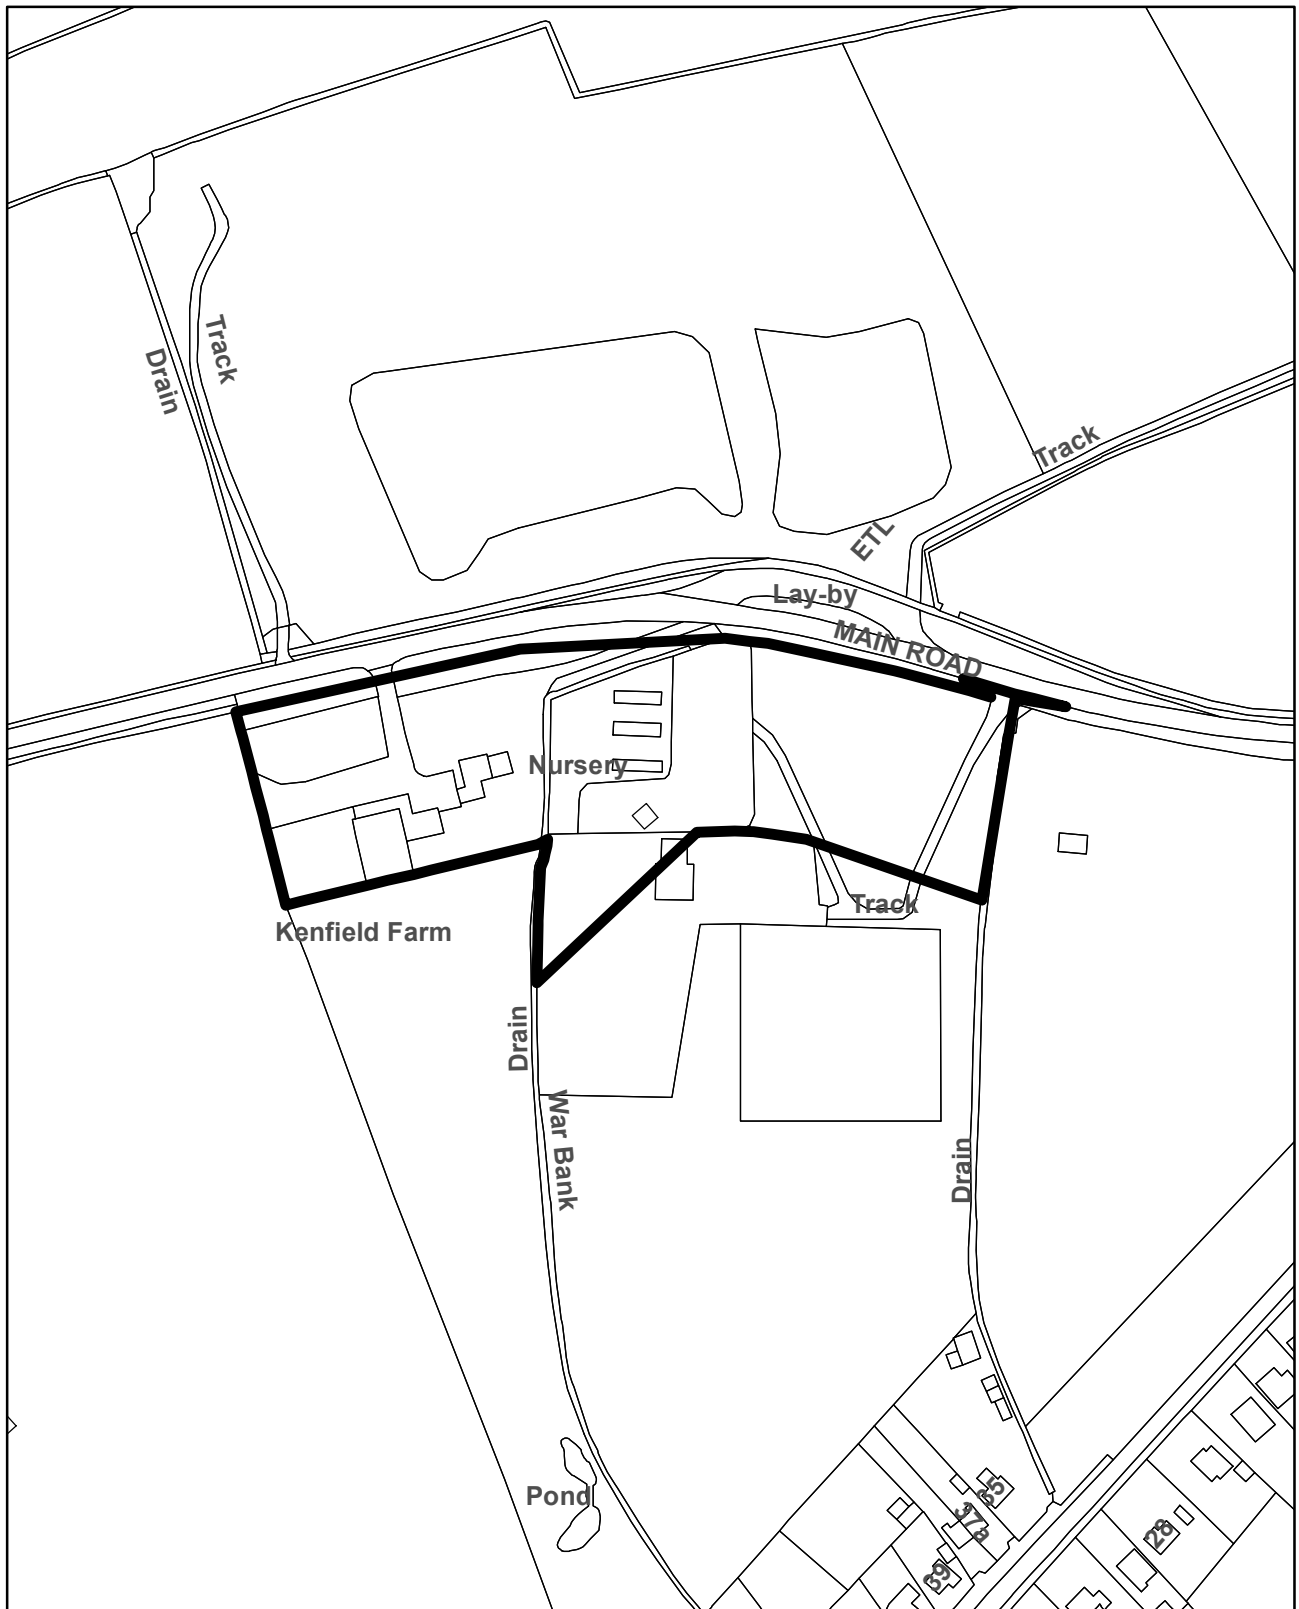 Track
Drain
Track
ETL
Lay-by
MAIN ROAD
Nursery
Track
Kenfield Farm
Drain
War Bank
Drain
Pond
35
37a
39
28